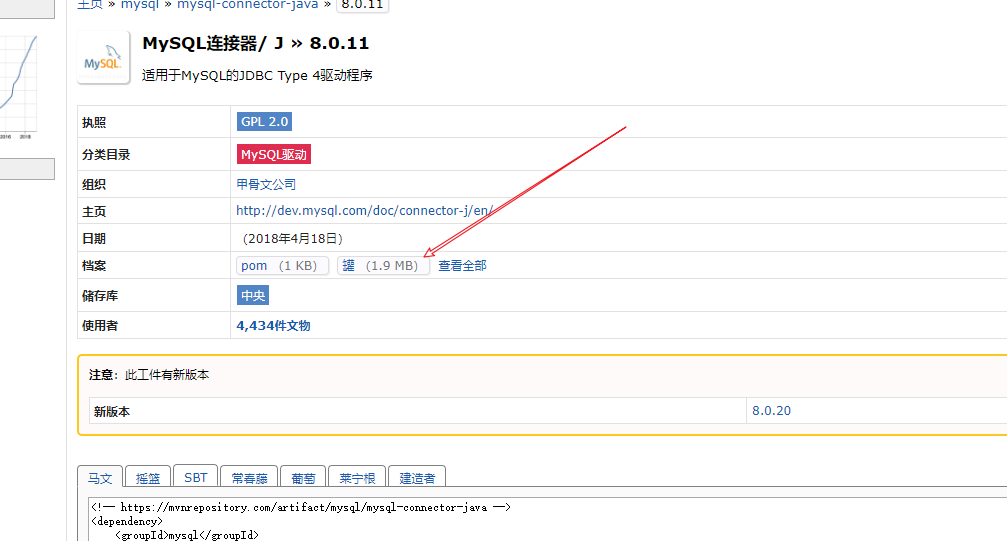 主页 » mysql » mysql-connector-java » 8.0.11
MySQL连接器/ J » 8.0.11
MySQL
适用于MySQL的JDBC Type 4驱动程序
执照 GPL 2.0
分类目录 MySQL驱动
组织 甲骨文公司
主页 http://dev.mysql.com/doc/connector-j/en/
日期 （2018年4月18日）
档案 pom （1 KB） 罐 （1.9 MB） 查看全部
储存库 中央
使用者 4,434件文物
注意：此工件有新版本
新版本 8.0.20
马文 摇篮 SBT 常春藤 葡萄 莱宁根 建造者
<!-- https://mvnrepository.com/artifact/mysql/mysql-connector-java -->
<dependency>
<groupId>mysql</groupId>